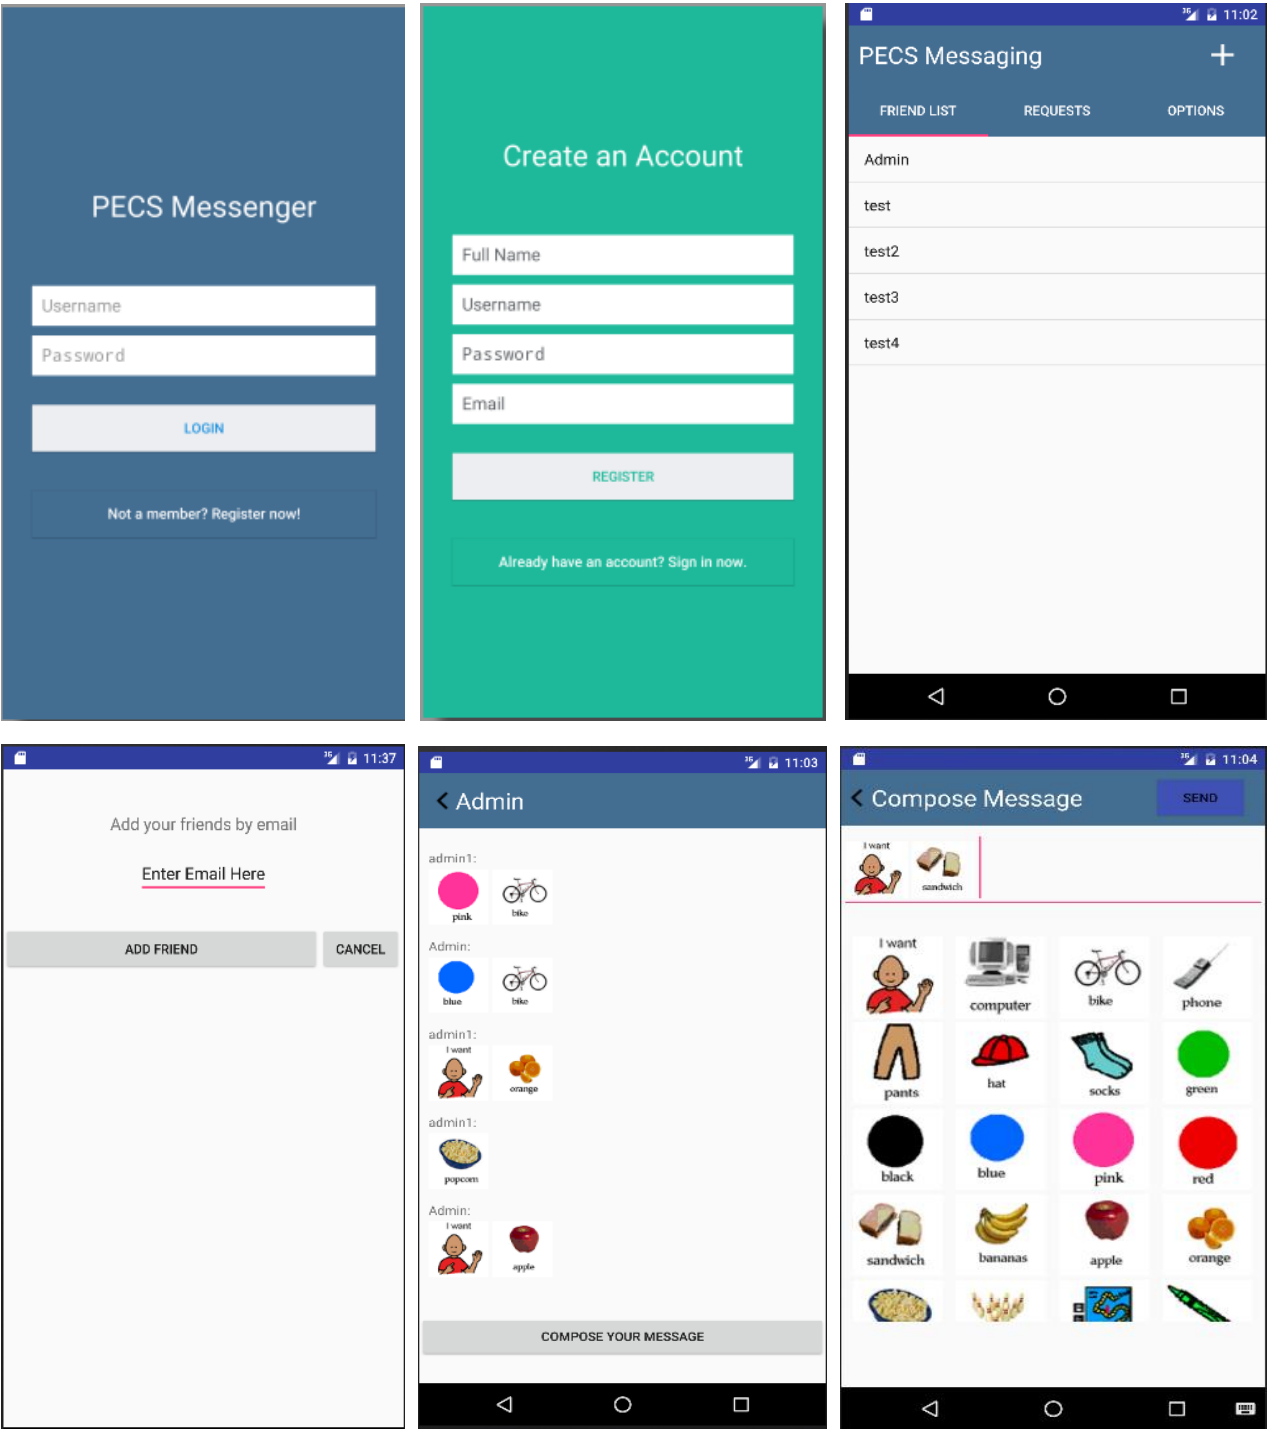 PECS Messenger
Username
Password
LOGIN
Not a member? Register now!
Create an Account
Full Name
Username
Password
Email
REGISTER
Already have an account? Sign in now.
3G 11:02
PECS Messaging +
FRIEND LIST REQUESTS OPTIONS
Admin
test
test2
test3
test4
3G 11:37
Add your friends by email
Enter Email Here
ADD FRIEND CANCEL
3G 11:03
Admin
admin1:
pink bike
Admin:
blue bike
admin1:
I want
orange
admin1:
popcorn
Admin:
I want
apple
COMPOSE YOUR MESSAGE
3G 11:04
Compose Message SEND
I want
sandwich
I want
computer bike phone
pants hat socks green
black blue pink red
sandwich bananas apple orange